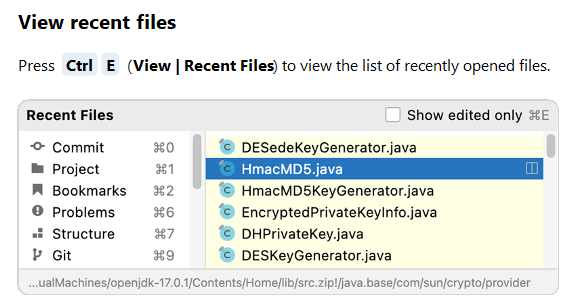 View recent files
Press Ctrl E (View | Recent Files) to view the list of recently opened files.
Recent Files
Show edited only ⌘E
Commit ⌘0
Project ⌘1
Bookmarks ⌘2
Problems ⌘6
Structure ⌘7
Git ⌘9
DESedeKeyGenerator.java
HmacMD5.java
HmacMD5KeyGenerator.java
EncryptedPrivateKeyInfo.java
DHPrivateKey.java
DESKeyGenerator.java
...ualMachines/openjdk-17.0.1/Contents/Home/lib/src.zip!/java.base/com/sun/crypto/provider